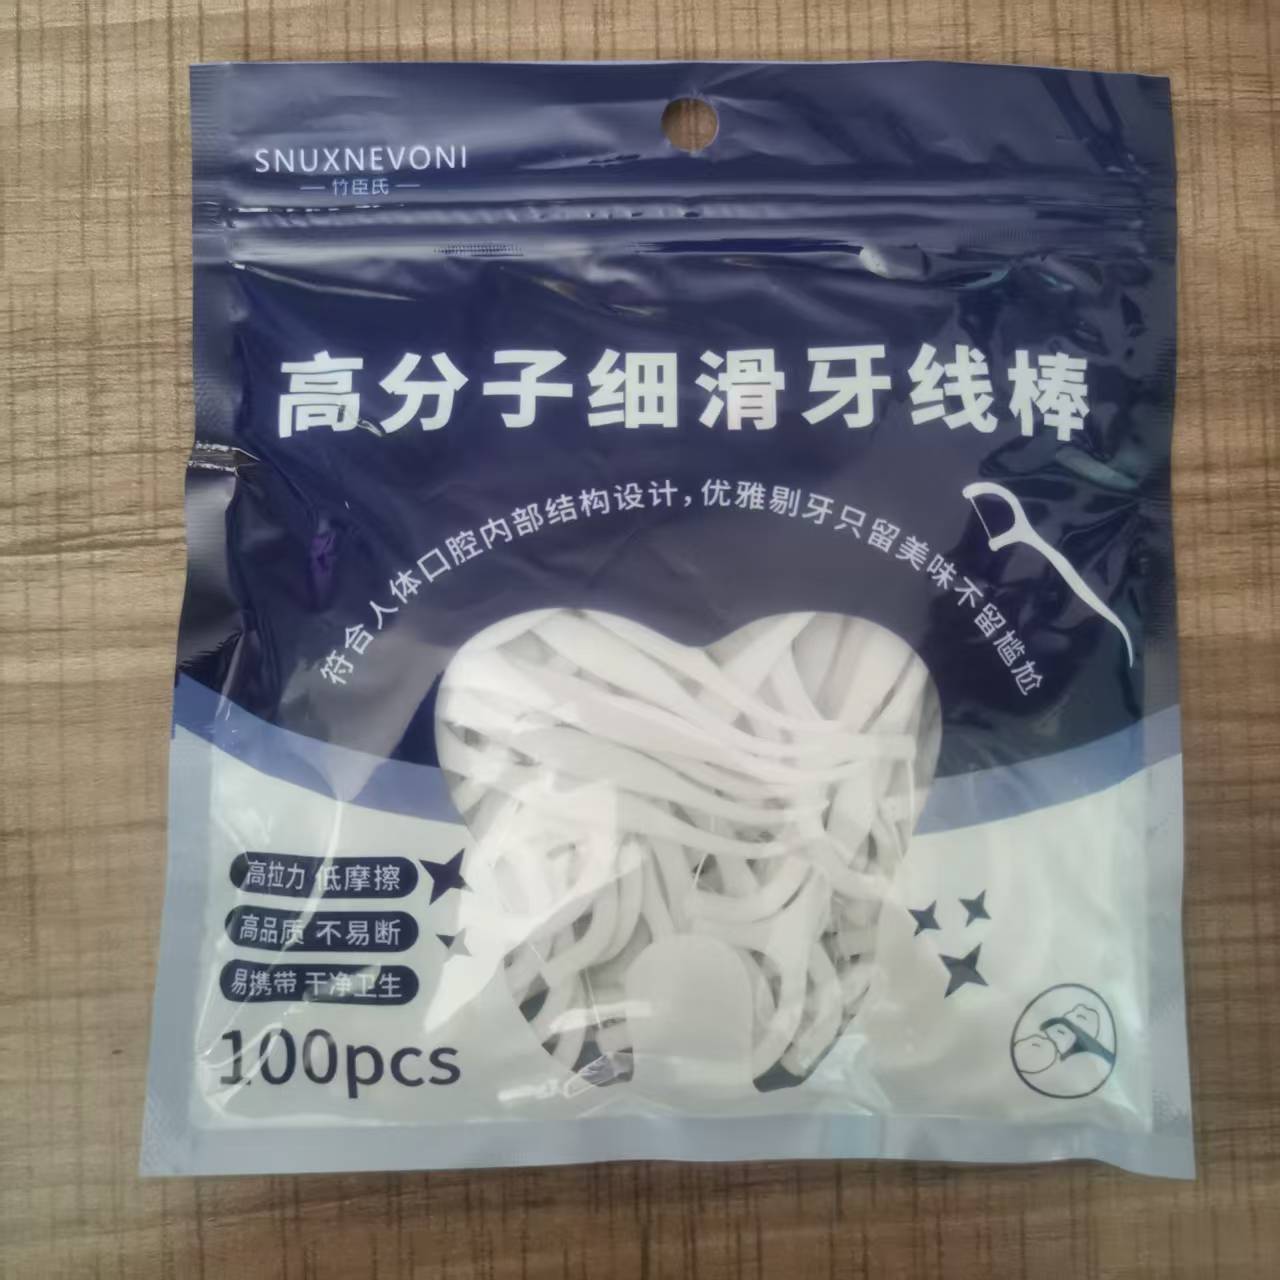 SNUXNEVONI
竹臣氏
高分子细滑牙线棒
符合人体口腔内部结构设计，优雅剔牙只留美味不留尴尬
高拉力 低摩擦
高品质 不易断
易携带 干净卫生
100pcs